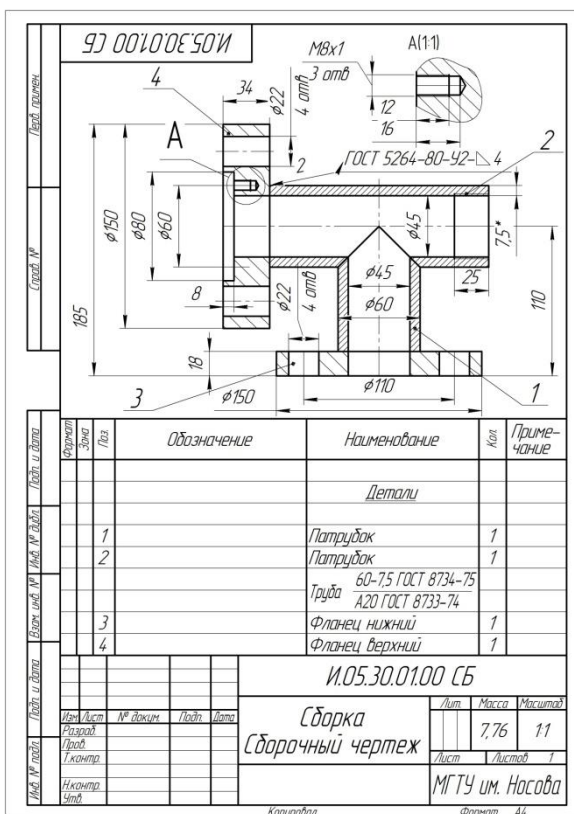 И.05.30.01.00 СБ
Перв. примен.
Справ. №
Подп. и дата
Инв. № дубл.
Взам. инв. №
Подп. и дата
Инв. № подл.
4
34
⌀22
4 отв
М8х1
3 отв
А(1:1)
12
16
А
2
ГОСТ 5264-80-У2-◺ 4
2
⌀150
⌀80
⌀60
⌀45
7,5*
25
110
185
8
⌀22
4 отв
⌀45
⌀60
18
3
⌀110
⌀150
1
Формат Зона Поз. Обозначение Наименование Кол. Приме-
чание
Детали
1 Патрубок 1
2 Патрубок 1
Труба 60-7,5 ГОСТ 8734-75
А20 ГОСТ 8733-74
3 Фланец нижний 1
4 Фланец верхний 1
И.05.30.01.00 СБ
Изм. Лист № докум. Подп. Дата
Разраб.
Пров.
Т.контр.
Н.контр.
Утв.
Сборка
Сборочный чертеж
Лит. Масса Масштаб
7,76 1:1
Лист Листов 1
МГТУ им. Носова
Копировал Формат А4